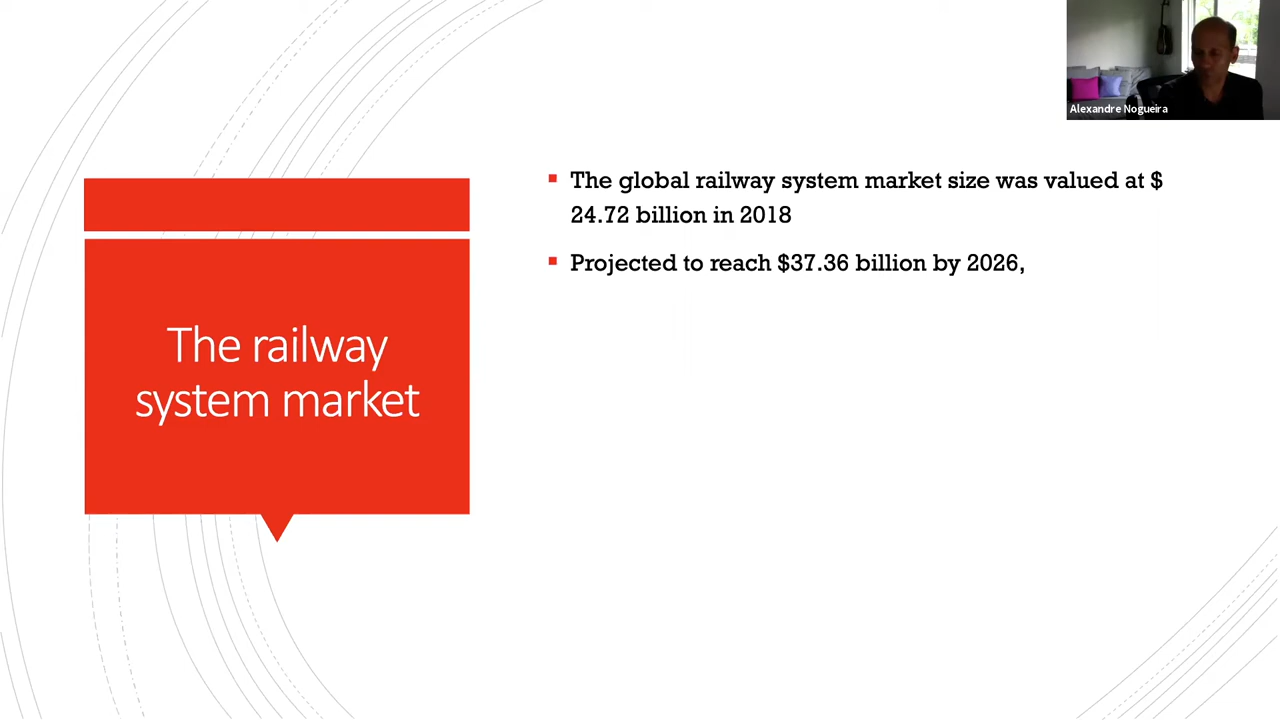 Alexandre Nogueira
The railway
system market
The global railway system market size was valued at $
24.72 billion in 2018
Projected to reach $37.36 billion by 2026,